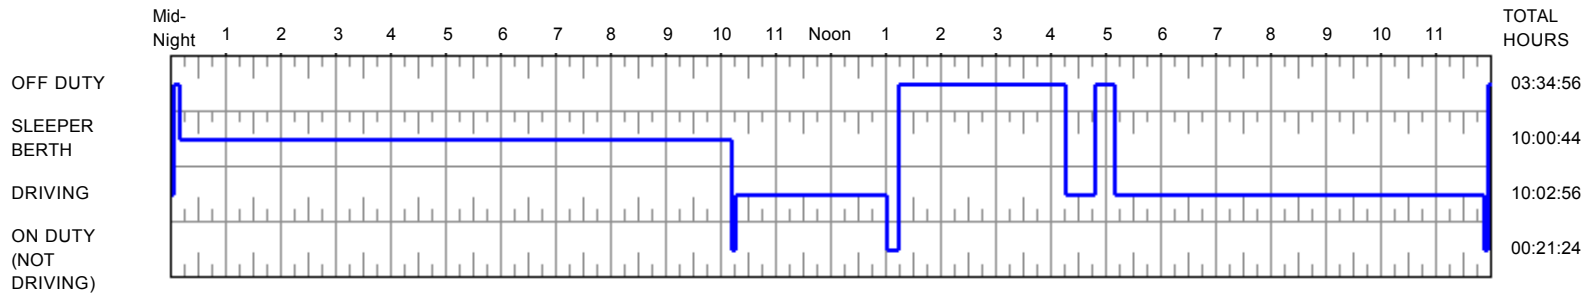 Mid-
Night 1 2 3 4 5 6 7 8 9 10 11 Noon 1 2 3 4 5 6 7 8 9 10 11 TOTAL
HOURS
OFF DUTY 03:34:56
SLEEPER
BERTH 10:00:44
DRIVING 10:02:56
ON DUTY
(NOT
DRIVING) 00:21:24